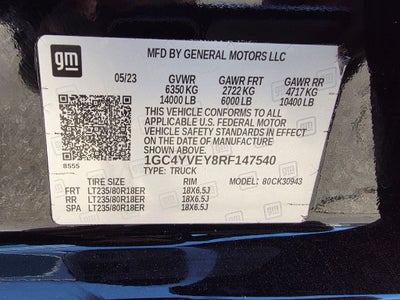 gm
MFD BY GENERAL MOTORS LLC
05/23 GVWR GAWR FRT GAWR RR
6350 KG 2722 KG 4717 KG
14000 LB 6000 LB 10400 LB
THIS VEHICLE CONFORMS TO ALL
APPLICABLE U.S. FEDERAL MOTOR
VEHICLE SAFETY STANDARDS IN EFFECT
ON THE DATE OF MANUFACTURE
SHOWN ABOVE.
1GC4YVEY8RF147540
TYPE: TRUCK
B555
TIRE SIZE RIM MODEL: 80CK30943
FRT LT235/80R18ER 18X6.5J
RR LT235/80R18ER 18X6.5J
SPA LT235/80R18ER 18X6.5J